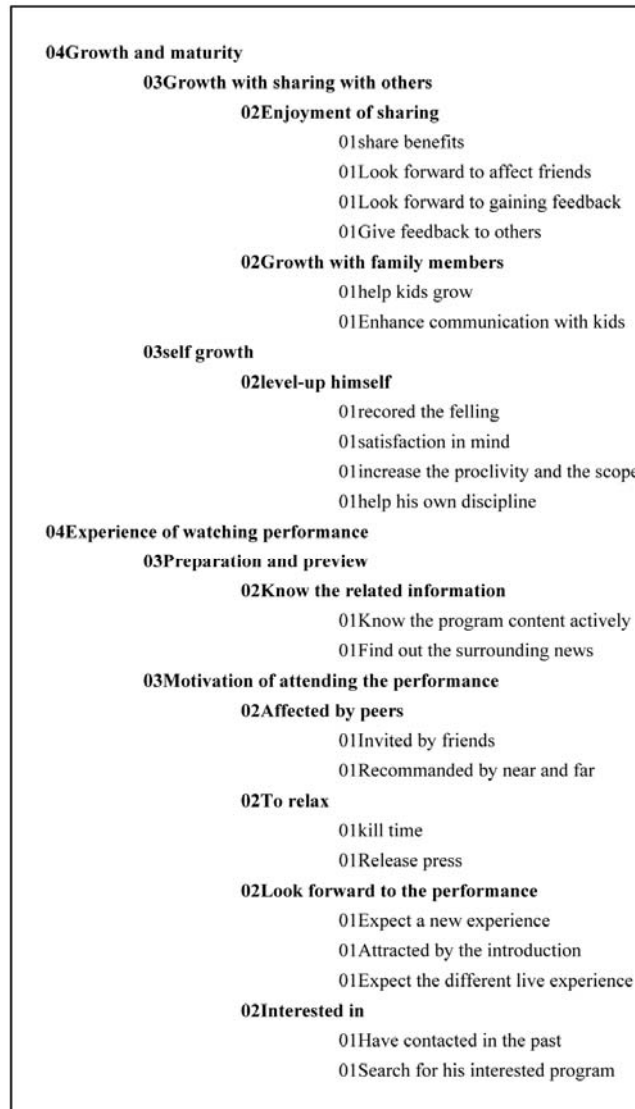 04Growth and maturity
03Growth with sharing with others
02Enjoyment of sharing
01share benefits
01Look forward to affect friends
01Look forward to gaining feedback
01Give feedback to others
02Growth with family members
01help kids grow
01Enhance communication with kids
03self growth
02level-up himself
01recored the felling
01satisfaction in mind
01increase the proclivity and the scope
01help his own discipline
04Experience of watching performance
03Preparation and preview
02Know the related information
01Know the program content actively
01Find out the surrounding news
03Motivation of attending the performance
02Affected by peers
01Invited by friends
01Recommanded by near and far
02To relax
01kill time
01Release press
02Look forward to the performance
01Expect a new experience
01Attracted by the introduction
01Expect the different live experience
02Interested in
01Have contacted in the past
01Search for his interested program